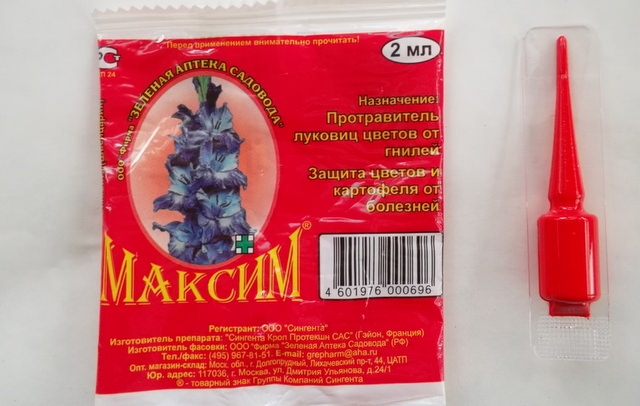 Перед применением внимательно прочитать!
2 мл
РСТ
АП 24
ООО Фирма "ЗЕЛЕНАЯ АПТЕКА САДОВОДА"
Назначение:
Протравитель
луковиц цветов от
гнилей
Защита цветов и
картофеля от
болезней
МАКСИМ®
4 601976 000696
Регистрант: ООО "Сингента"
Изготовитель препарата: "Сингента Кроп Протекшн САС" (Гэйон, Франция)
Изготовитель фасовки: ООО "Фирма "Зеленая Аптека Садовода" (РФ)
Тел./факс: (495) 967-81-51. E-mail: grepharm@aha.ru
Опт. магазин-склад: Моск. обл., г. Долгопрудный, Лихачевский пр-т, 44, ЦАТП
Юр. адрес: 117036, г. Москва, ул. Дмитрия Ульянова, д.24/1
® - товарный знак Группы Компаний Сингента